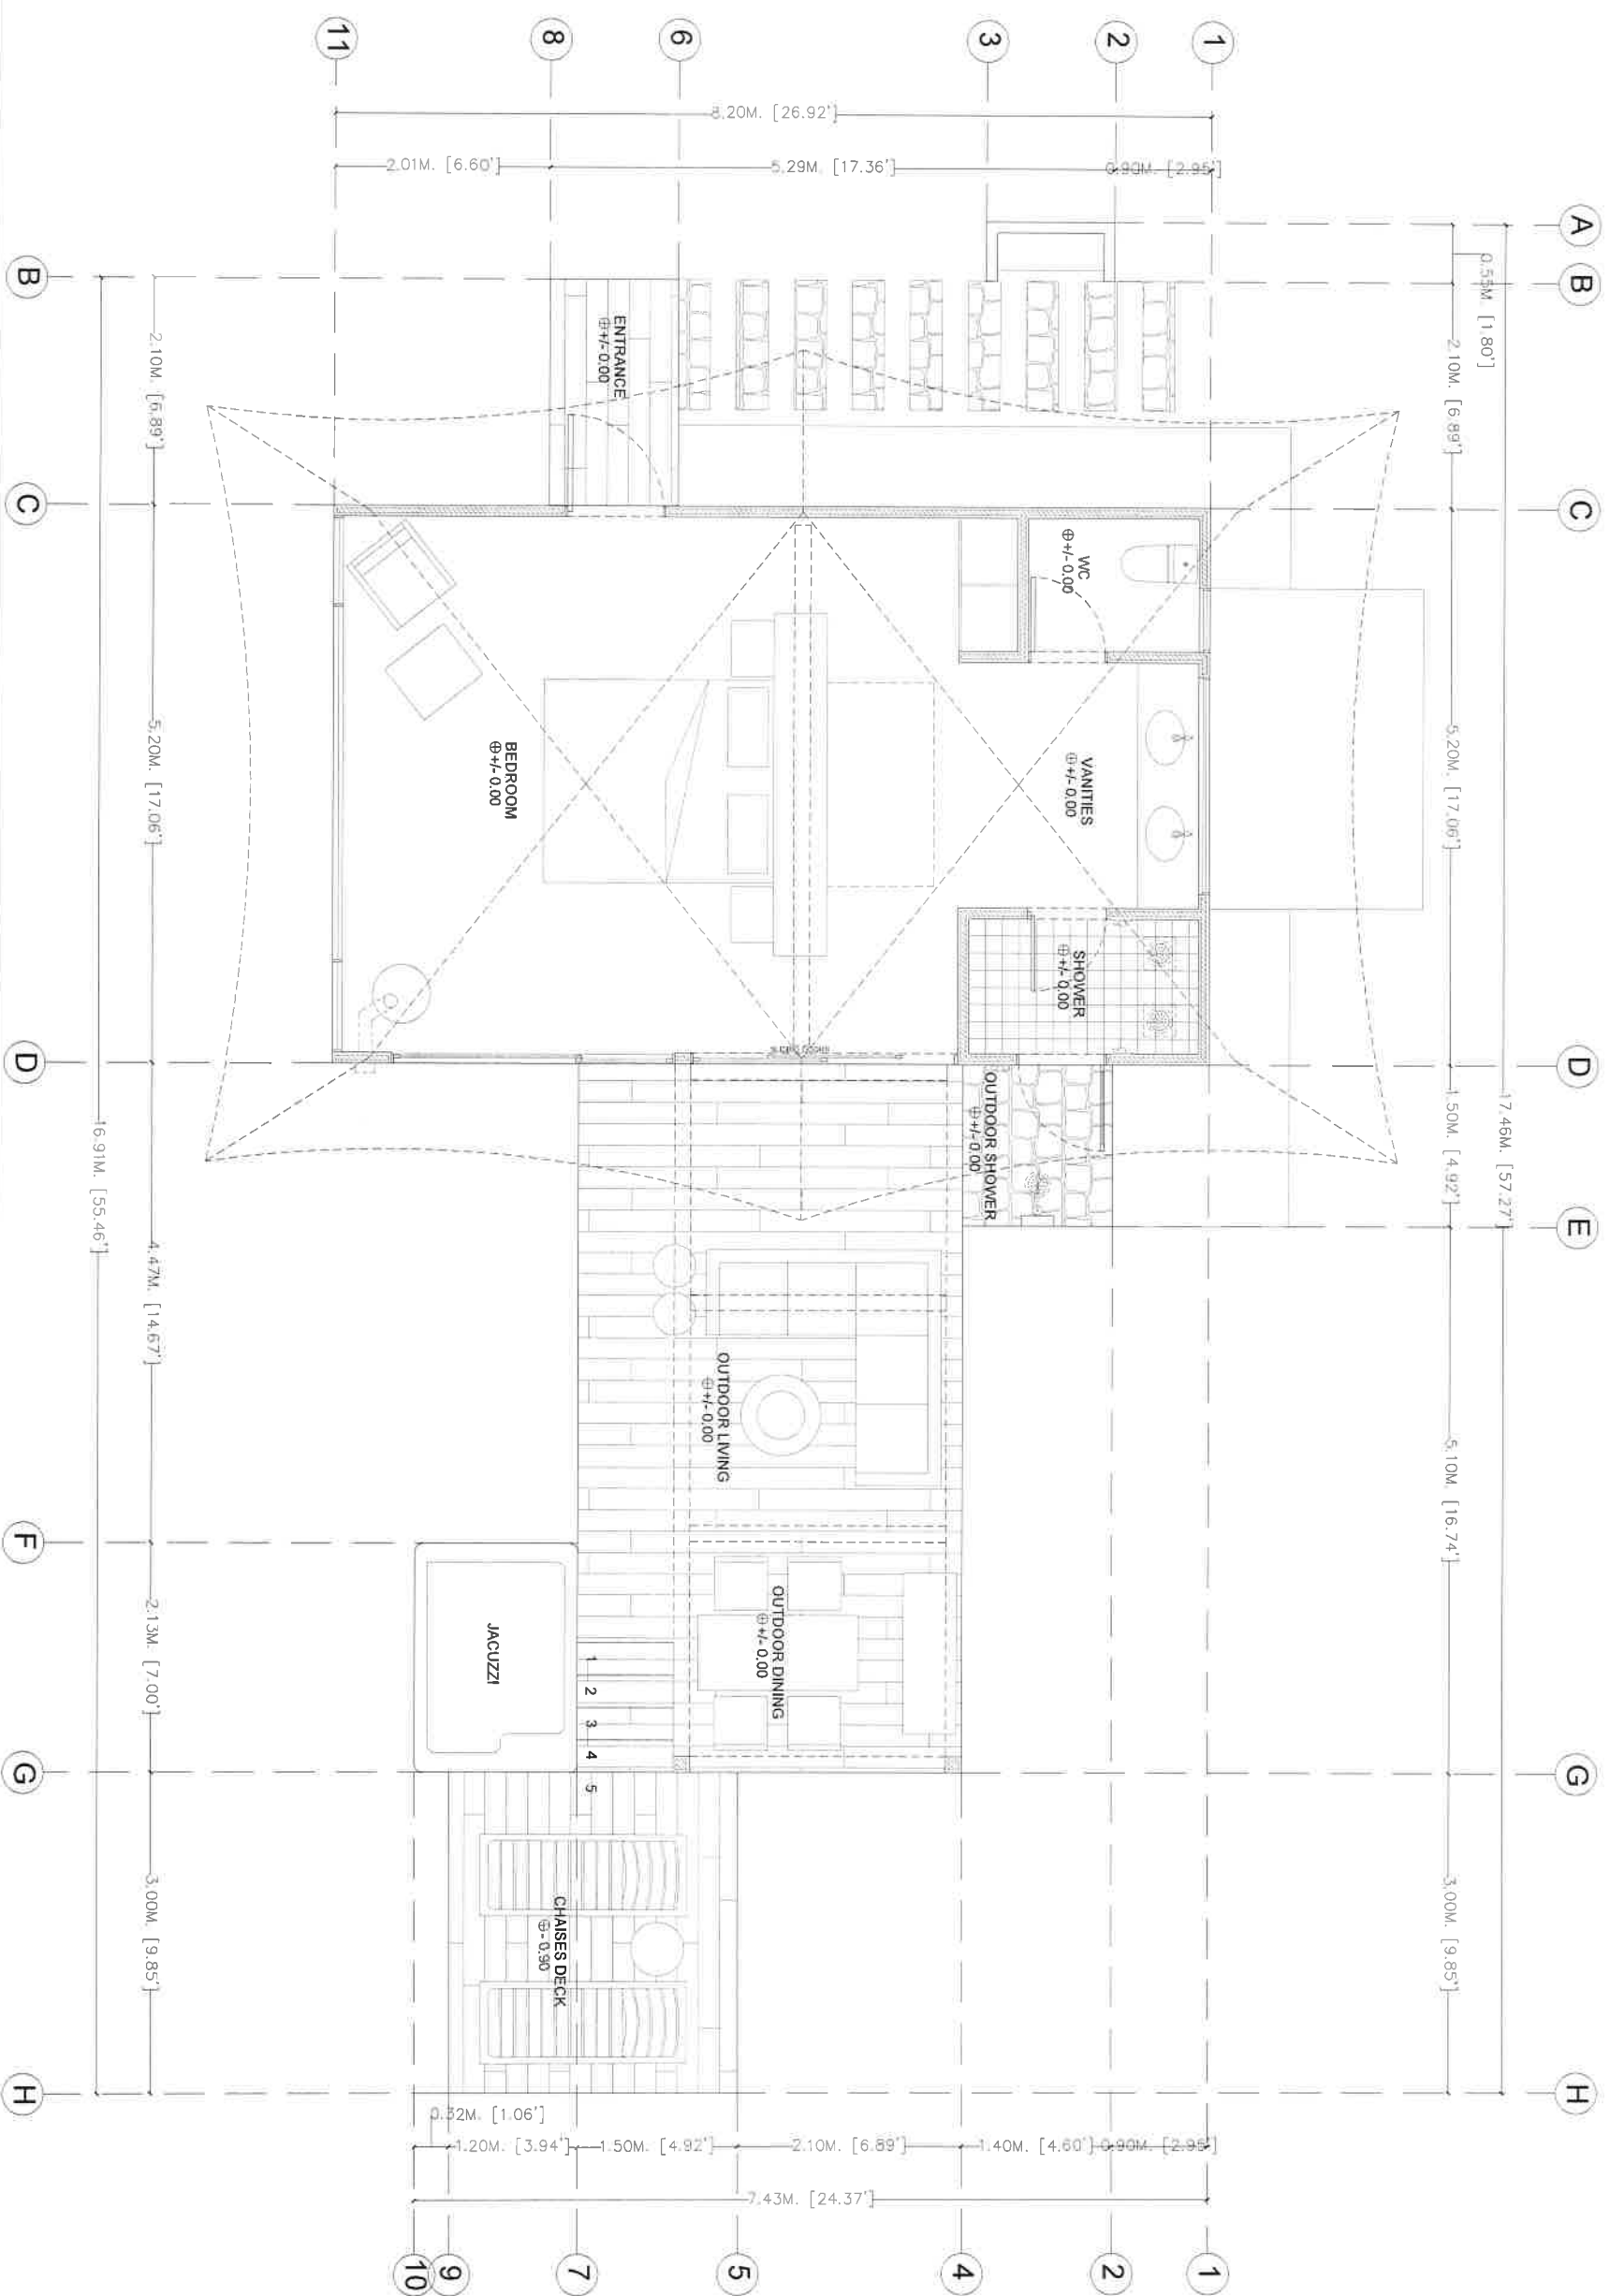 11
8
6
3
2
1
8.20M. [26.92']
2.01M. [6.60']
5.29M. [17.36']
0.90M. [2.95']
A
B
C
D
E
G
H
0.55M [1.80']
2.10M. [6.89']
5.20M. [17.06']
1.50M. [4.92']
5.10M. [16.74']
3.00M. [9.85']
17.46M. [57.27']
ENTRANCE
+/- 0.00
WC
+/- 0.00
VANITIES
+/- 0.00
SHOWER
+/- 0.00
BEDROOM
+/- 0.00
SLIDING DOORS
OUTDOOR SHOWER
+/- 0.00
OUTDOOR LIVING
+/- 0.00
OUTDOOR DINING
+/- 0.00
JACUZZI
1
2
3
4
5
CHAISES DECK
- 0.90
B
C
D
F
G
H
2.10M. [6.89']
5.20M. [17.06']
4.47M. [14.67']
2.13M. [7.00']
3.00M. [9.85']
16.91M. [55.46']
0.32M. [1.06']
1.20M. [3.94']
1.50M. [4.92']
2.10M. [6.89']
1.40M. [4.60']
0.90M. [2.95']
7.43M. [24.37']
10
9
7
5
4
2
1